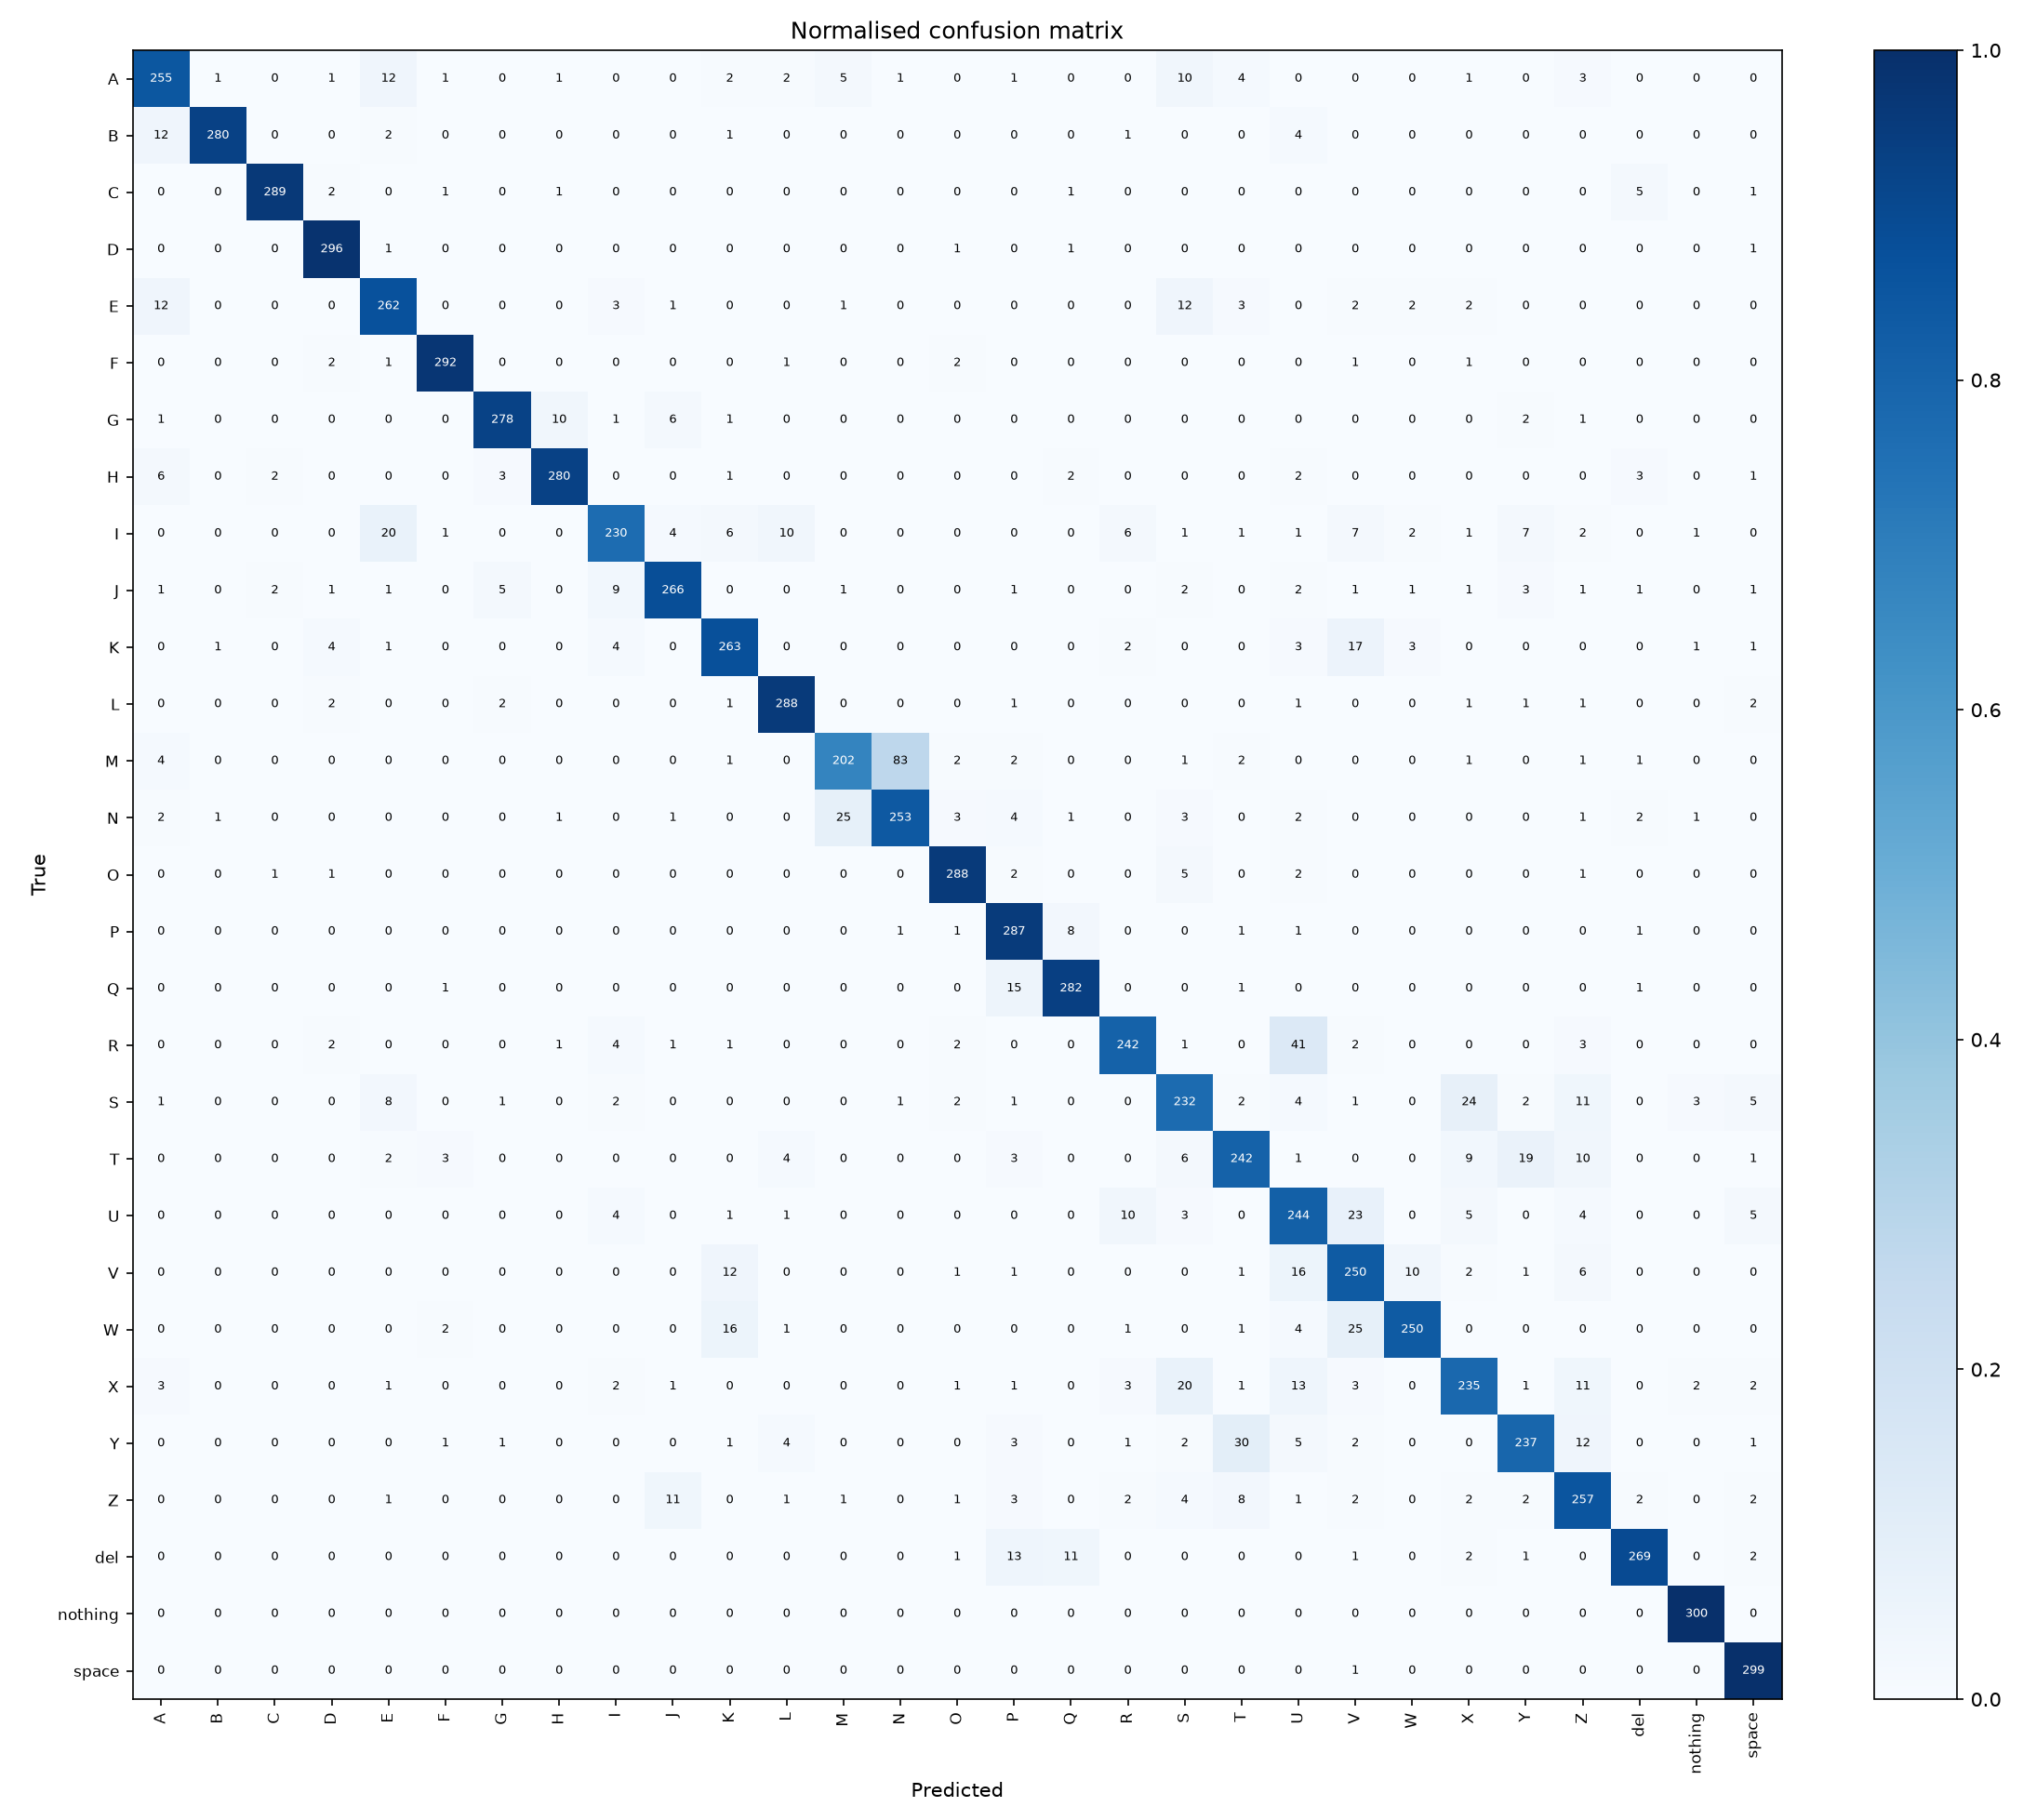 Normalised confusion matrix
A 255 1 0 1 12 1 0 1 0 0 2 2 5 1 0 1 0 0 10 4 0 0 0 1 0 3 0 0 0
B 12 280 0 0 2 0 0 0 0 0 1 0 0 0 0 0 0 1 0 0 4 0 0 0 0 0 0 0 0
C 0 0 289 2 0 1 0 1 0 0 0 0 0 0 0 0 1 0 0 0 0 0 0 0 0 0 5 0 1
D 0 0 0 296 1 0 0 0 0 0 0 0 0 0 1 0 1 0 0 0 0 0 0 0 0 0 0 0 1
E 12 0 0 0 262 0 0 0 3 1 0 0 1 0 0 0 0 0 12 3 0 2 2 2 0 0 0 0 0
F 0 0 0 2 1 292 0 0 0 0 0 1 0 0 2 0 0 0 0 0 0 1 0 1 0 0 0 0 0
G 1 0 0 0 0 0 278 10 1 6 1 0 0 0 0 0 0 0 0 0 0 0 0 0 2 1 0 0 0
H 6 0 2 0 0 0 3 280 0 0 1 0 0 0 0 0 2 0 0 0 2 0 0 0 0 0 3 0 1
I 0 0 0 0 20 1 0 0 230 4 6 10 0 0 0 0 0 6 1 1 1 7 2 1 7 2 0 1 0
J 1 0 2 1 1 0 5 0 9 266 0 0 1 0 0 1 0 0 2 0 2 1 1 1 3 1 1 0 1
K 0 1 0 4 1 0 0 0 4 0 263 0 0 0 0 0 0 2 0 0 3 17 3 0 0 0 0 1 1
L 0 0 0 2 0 0 2 0 0 0 1 288 0 0 0 1 0 0 0 0 1 0 0 1 1 1 0 0 2
M 4 0 0 0 0 0 0 0 0 0 1 0 202 83 2 2 0 0 1 2 0 0 0 1 0 1 1 0 0
N 2 1 0 0 0 0 0 1 0 1 0 0 25 253 3 4 1 0 3 0 2 0 0 0 0 1 2 1 0
O 0 0 1 1 0 0 0 0 0 0 0 0 0 0 288 2 0 0 5 0 2 0 0 0 0 1 0 0 0
P 0 0 0 0 0 0 0 0 0 0 0 0 0 1 1 287 8 0 0 1 1 0 0 0 0 0 1 0 0
Q 0 0 0 0 0 1 0 0 0 0 0 0 0 0 0 15 282 0 0 1 0 0 0 0 0 0 1 0 0
R 0 0 0 2 0 0 0 1 4 1 1 0 0 0 2 0 0 242 1 0 41 2 0 0 0 3 0 0 0
S 1 0 0 0 8 0 1 0 2 0 0 0 0 1 2 1 0 0 232 2 4 1 0 24 2 11 0 3 5
T 0 0 0 0 2 3 0 0 0 0 0 4 0 0 0 3 0 0 6 242 1 0 0 9 19 10 0 0 1
U 0 0 0 0 0 0 0 0 4 0 1 1 0 0 0 0 0 10 3 0 244 23 0 5 0 4 0 0 5
V 0 0 0 0 0 0 0 0 0 0 12 0 0 0 1 1 0 0 0 1 16 250 10 2 1 6 0 0 0
W 0 0 0 0 0 2 0 0 0 0 16 1 0 0 0 0 0 1 0 1 4 25 250 0 0 0 0 0 0
X 3 0 0 0 1 0 0 0 2 1 0 0 0 0 1 1 0 3 20 1 13 3 0 235 1 11 0 2 2
Y 0 0 0 0 0 1 1 0 0 0 1 4 0 0 0 3 0 1 2 30 5 2 0 0 237 12 0 0 1
Z 0 0 0 0 1 0 0 0 0 11 0 1 1 0 1 3 0 2 4 8 1 2 0 2 2 257 2 0 2
del 0 0 0 0 0 0 0 0 0 0 0 0 0 0 1 13 11 0 0 0 0 1 0 2 1 0 269 0 2
nothing 0 0 0 0 0 0 0 0 0 0 0 0 0 0 0 0 0 0 0 0 0 0 0 0 0 0 0 300 0
space 0 0 0 0 0 0 0 0 0 0 0 0 0 0 0 0 0 0 0 0 0 1 0 0 0 0 0 0 299
A B C D E F G H I J K L M N O P Q R S T U V W X Y Z del nothing space
Predicted
True
1.0
0.8
0.6
0.4
0.2
0.0